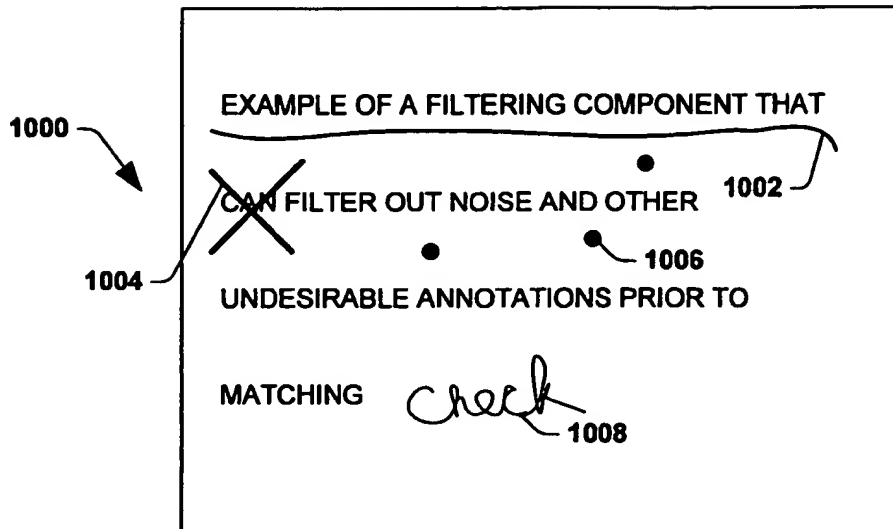 EXAMPLE OF A FILTERING COMPONENT THAT
1000
1002
CAN FILTER OUT NOISE AND OTHER
1006
1004
UNDESIRABLE ANNOTATIONS PRIOR TO
MATCHING check
1008